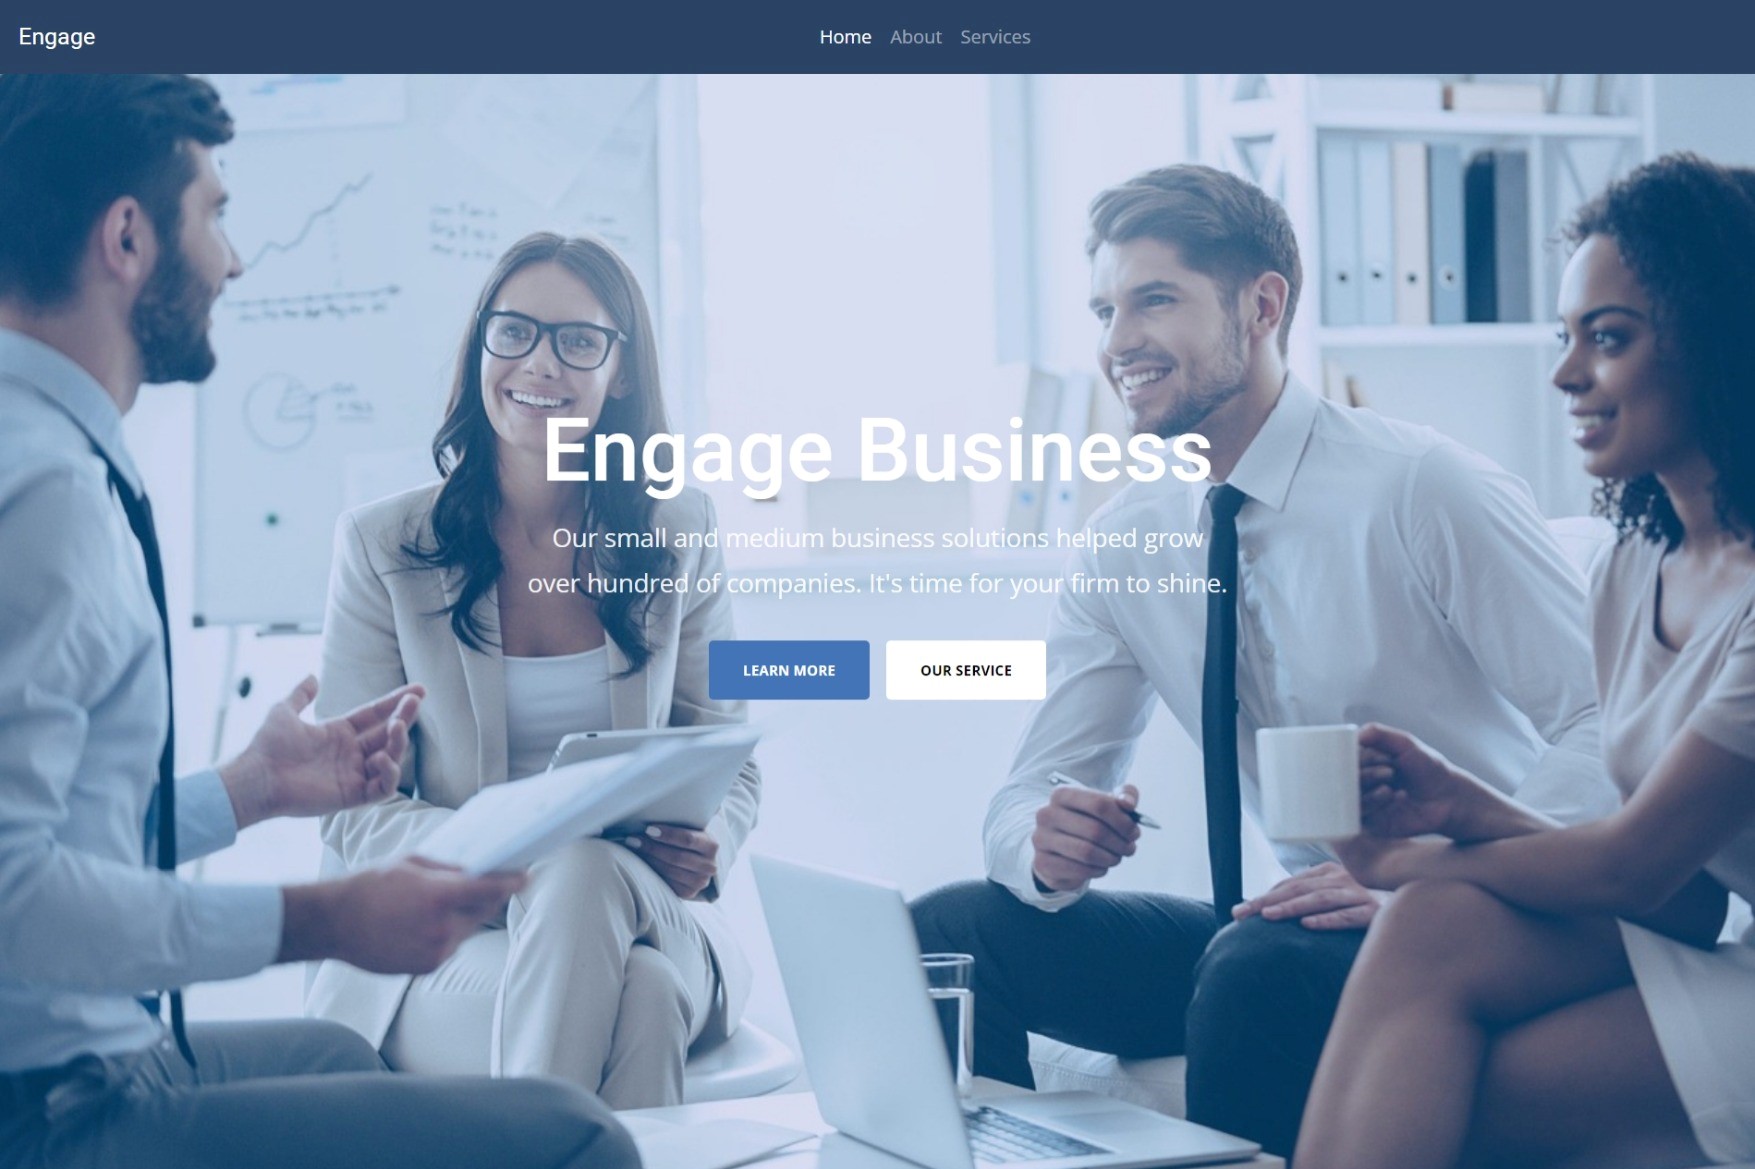 Engage
Home About Services
Engage Business
Our small and medium business solutions helped grow
over hundred of companies. It's time for your firm to shine.
LEARN MORE OUR SERVICE